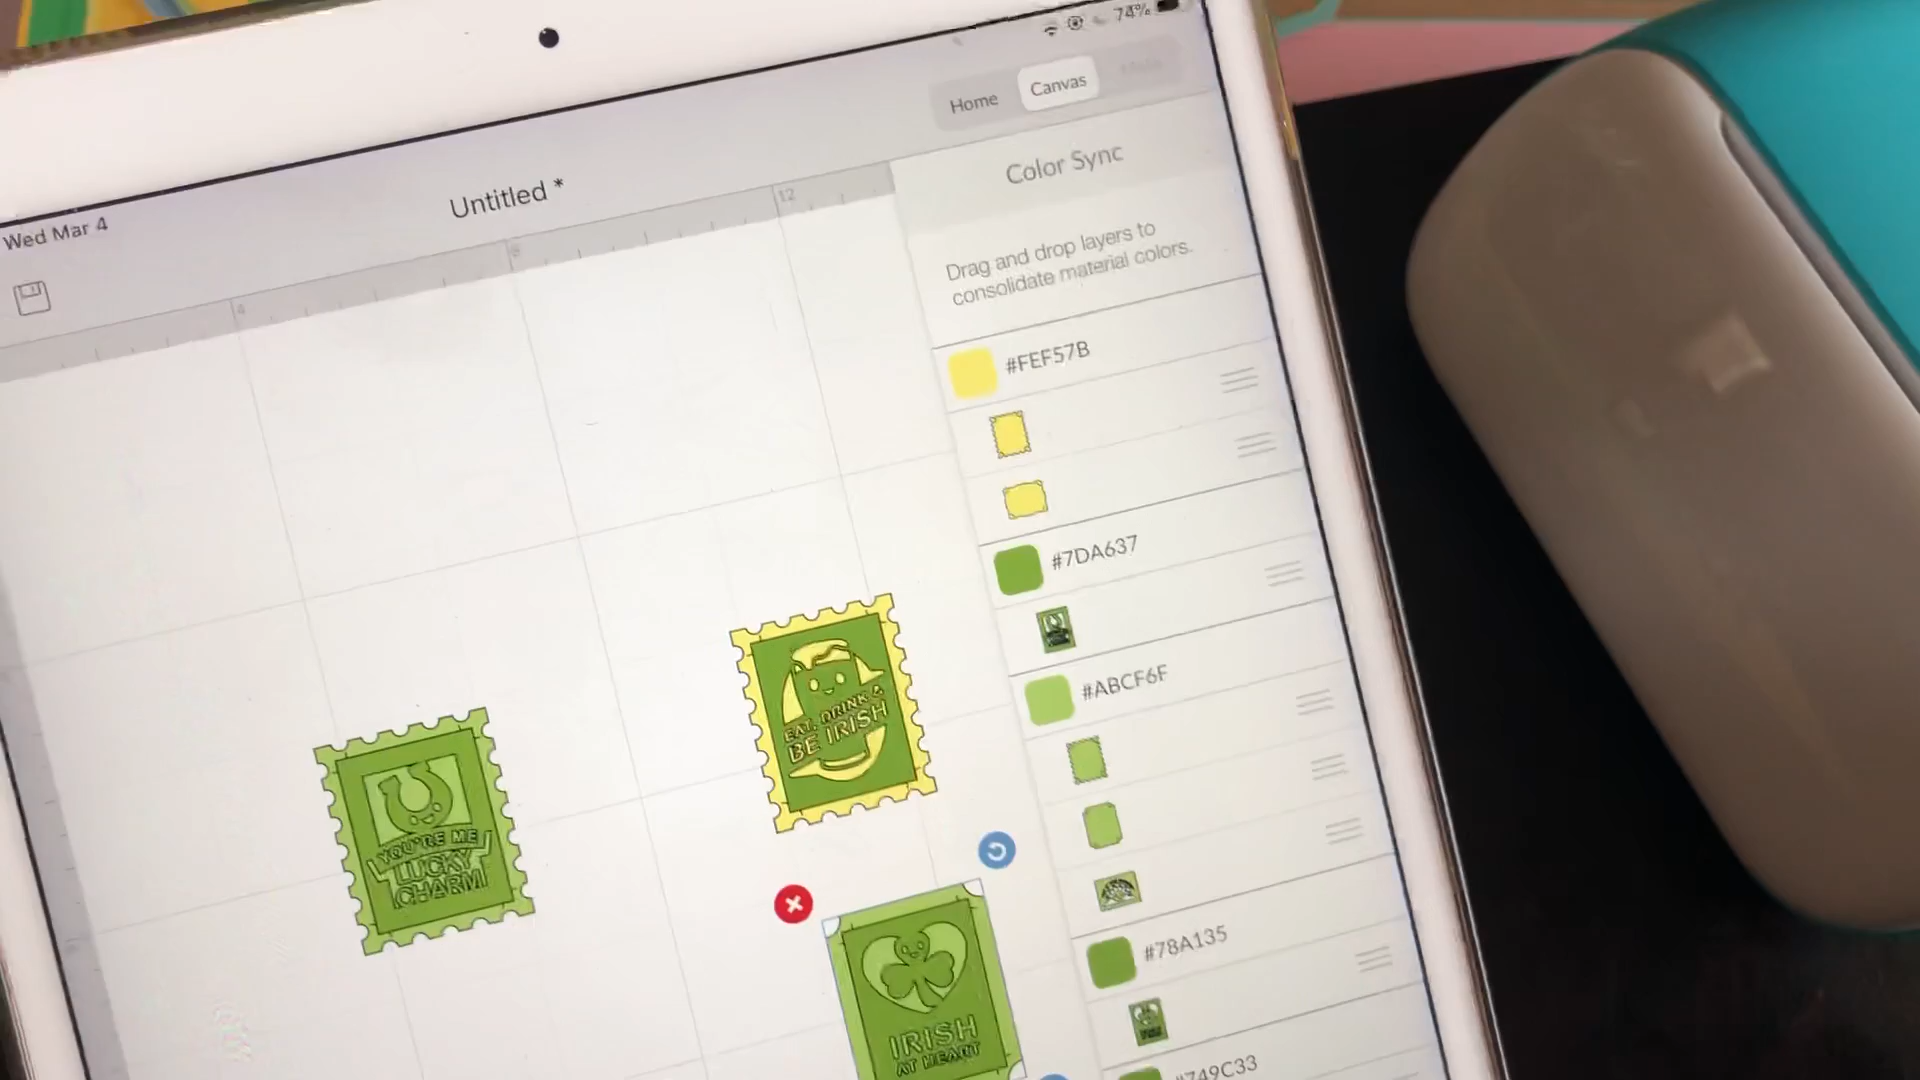 74%
Home
Canvas
Wed Mar 4
Untitled *
Color Sync
4
12
Drag and drop layers to
consolidate material colors.
#FEF57B
#7DA637
#ABCF6F
#78A135
#749C33
EAT, DRINK &
BE IRISH
YOU'RE ME
LUCKY
CHARM
IRISH
AT HEART